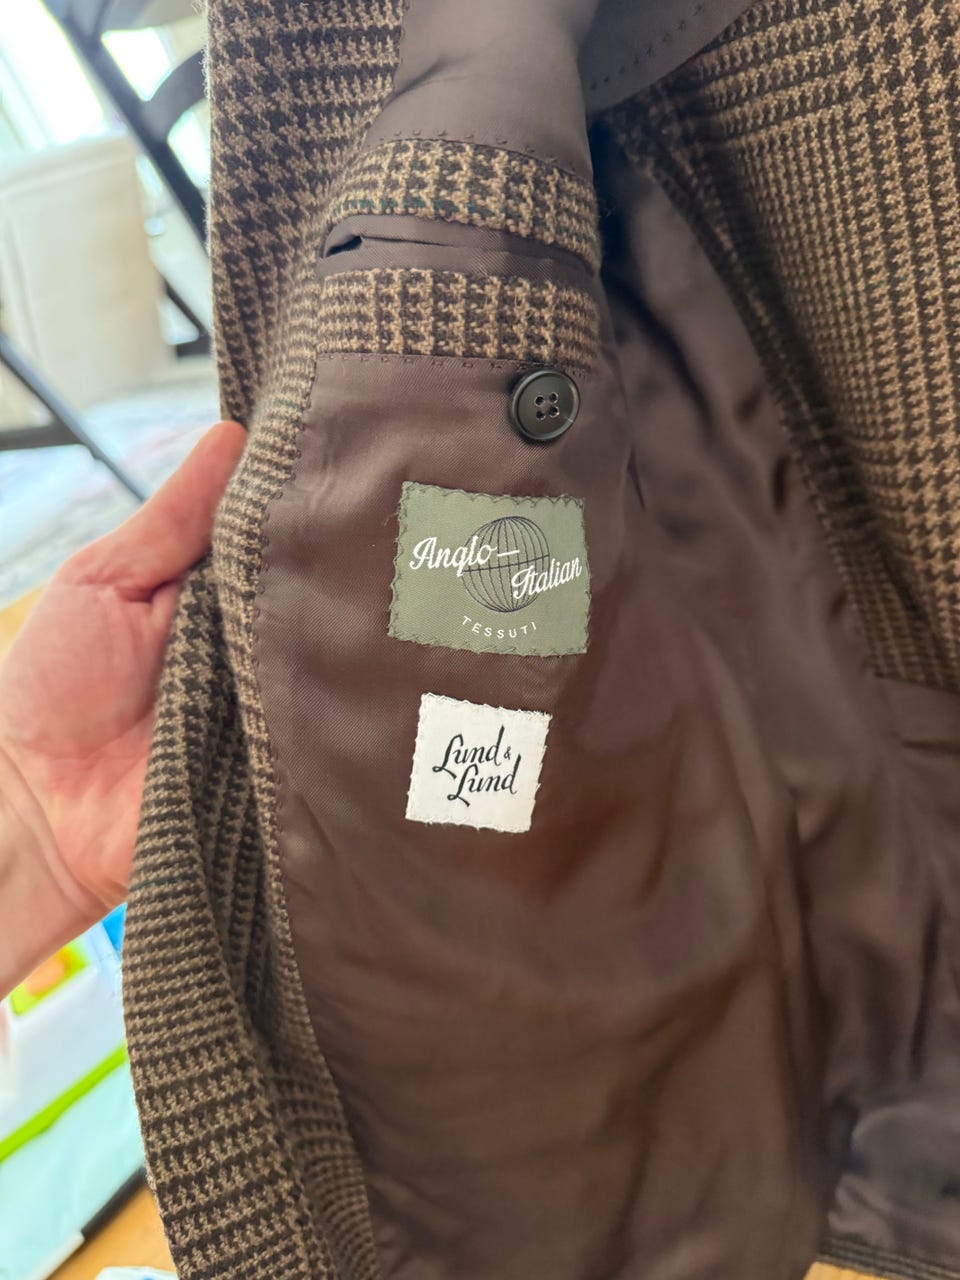 Anglo-
Italian
TESSUTI
Lund &
Lund